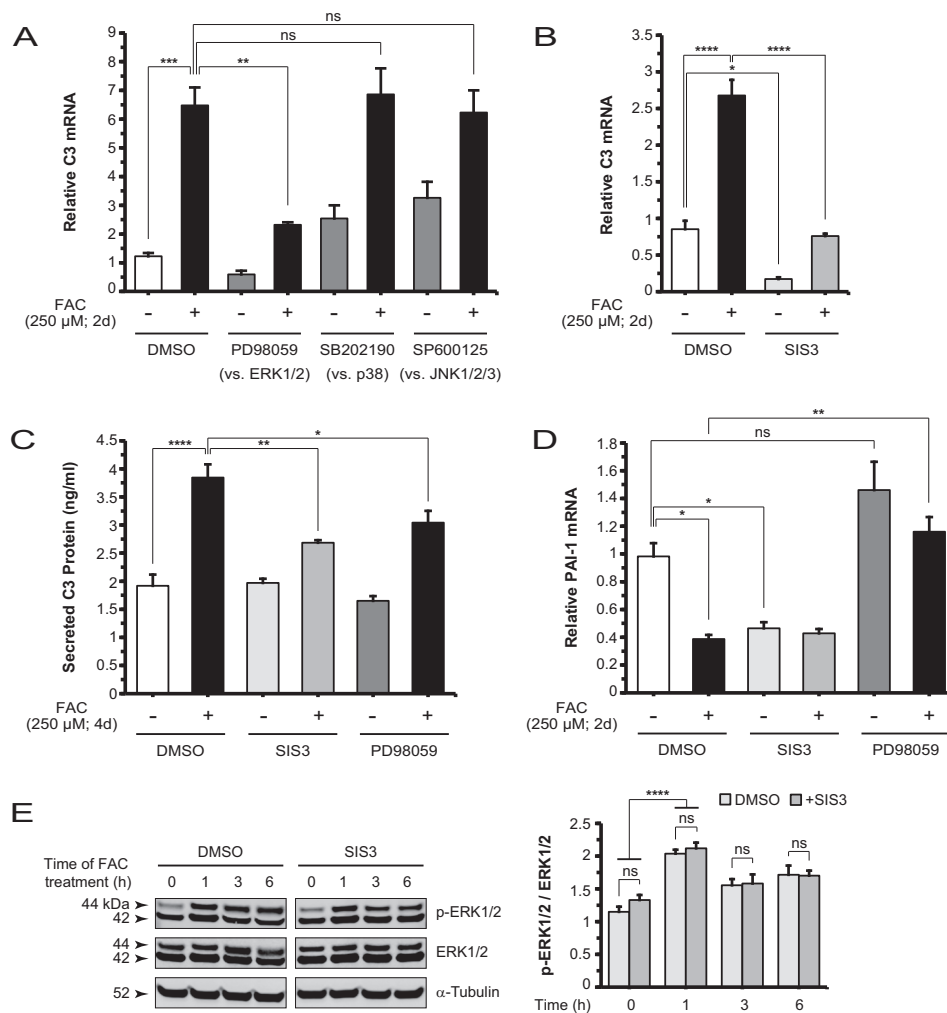 A
ns
ns
*** **
Relative C3 mRNA
8
7
6
5
4
3
2
1
0
FAC
(250 µM; 2d)
- + - + - + - +
DMSO PD98059 SB202190 SP600125
(vs. ERK1/2) (vs. p38) (vs. JNK1/2/3)
B
**** ****
*
Relative C3 mRNA
3.5
3
2.5
2
1.5
1
0.5
0
FAC
(250 µM; 2d)
- + - +
DMSO SIS3
C
*
**** **
Secreted C3 Protein (ng/ml)
4.5
4
3.5
3
2.5
2
1.5
1
0.5
0
FAC
(250 µM; 4d)
- + - + - +
DMSO SIS3 PD98059
D
**
ns
*
*
Relative PAI-1 mRNA
1.8
1.6
1.4
1.2
1.0
0.8
0.6
0.4
0.2
0
FAC
(250 µM; 2d)
- + - + - +
DMSO SIS3 PD98059
E
DMSO SIS3
Time of FAC
treatment (h)
0 1 3 6 0 1 3 6
44 kDa
42
p-ERK1/2
44
42
ERK1/2
52
α-Tubulin
DMSO +SIS3
****
ns
ns
ns
ns
p-ERK1/2 / ERK1/2
2.5
2
1.5
1
0.5
0
Time (h) 0 1 3 6